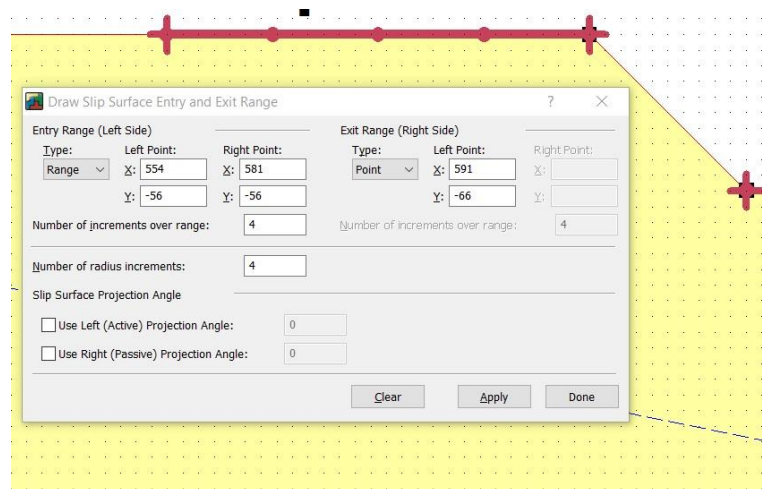 Draw Slip Surface Entry and Exit Range ? ×
Entry Range (Left Side) Exit Range (Right Side)
Type: Left Point: Right Point: Type: Left Point: Right Point:
Range X: 554 X: 581 Point X: 591 X:
Y: -56 Y: -56 Y: -66 Y:
Number of increments over range: 4 Number of increments over range: 4
Number of radius increments: 4
Slip Surface Projection Angle
Use Left (Active) Projection Angle: 0
Use Right (Passive) Projection Angle: 0
Clear Apply Done